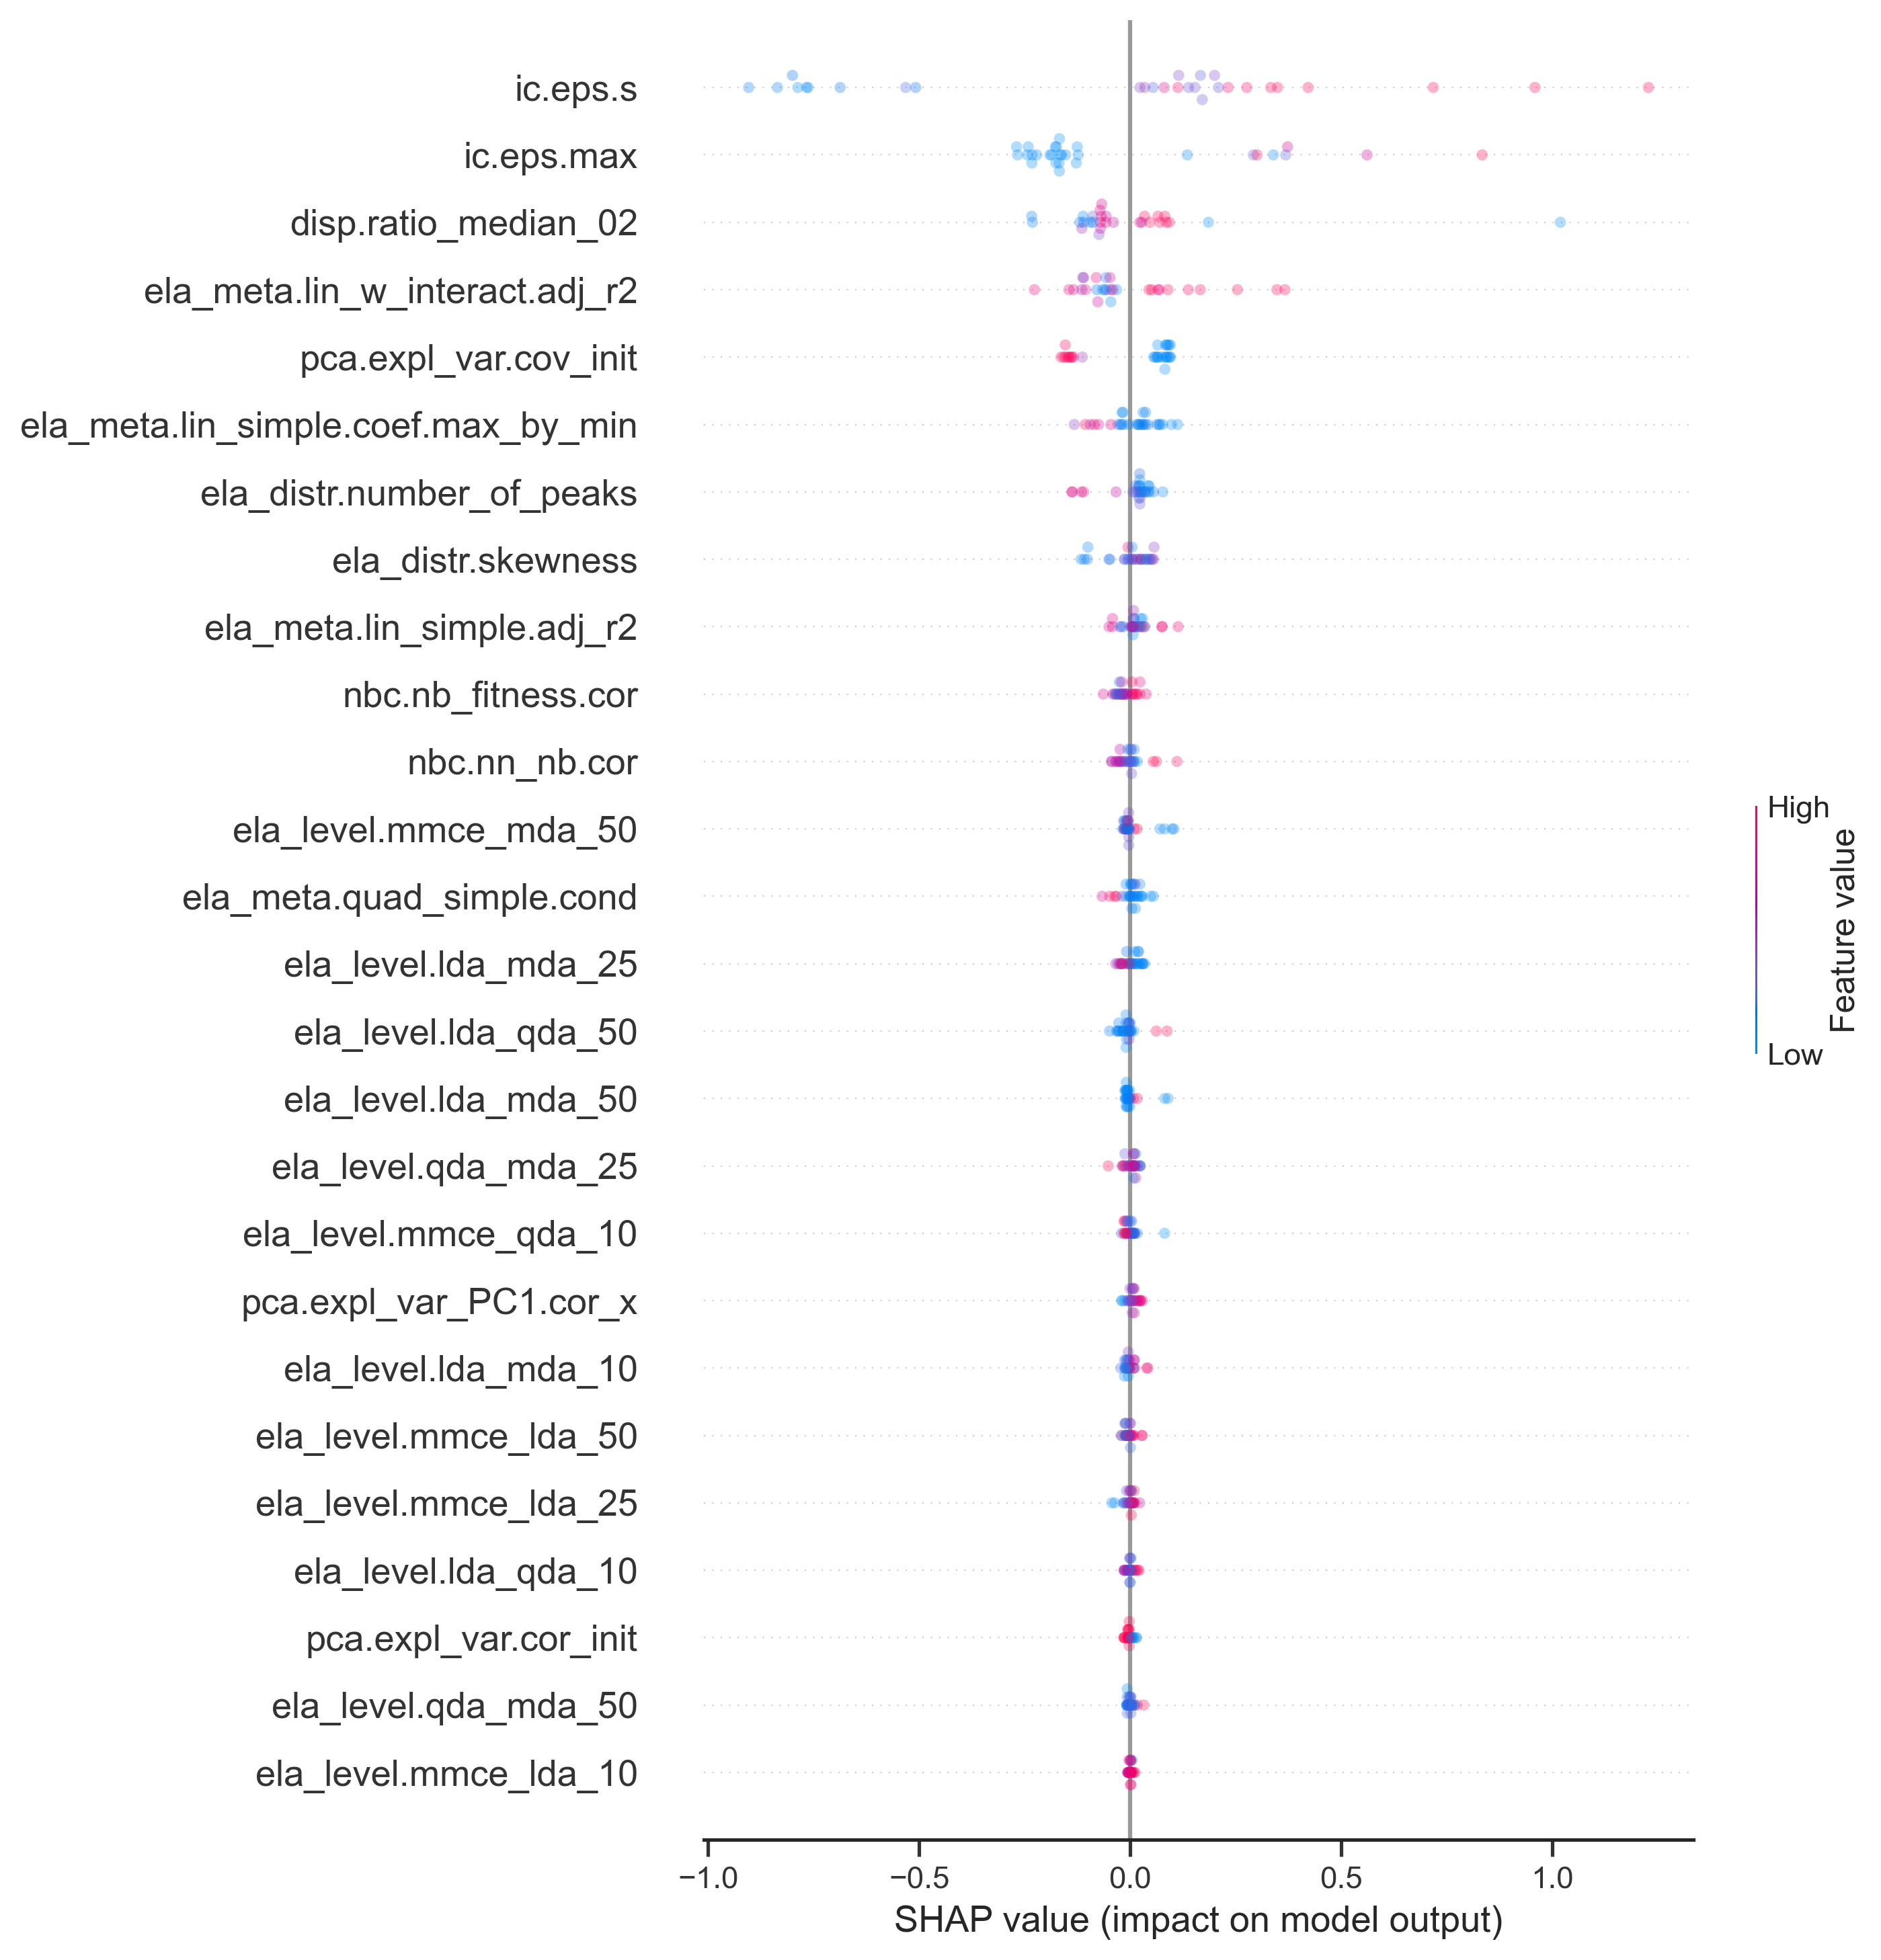 ic.eps.s
ic.eps.max
disp.ratio_median_02
ela_meta.lin_w_interact.adj_r2
pca.expl_var.cov_init
ela_meta.lin_simple.coef.max_by_min
ela_distr.number_of_peaks
ela_distr.skewness
ela_meta.lin_simple.adj_r2
nbc.nb_fitness.cor
nbc.nn_nb.cor
ela_level.mmce_mda_50
ela_meta.quad_simple.cond
ela_level.lda_mda_25
ela_level.lda_qda_50
ela_level.lda_mda_50
ela_level.qda_mda_25
ela_level.mmce_qda_10
pca.expl_var_PC1.cor_x
ela_level.lda_mda_10
ela_level.mmce_lda_50
ela_level.mmce_lda_25
ela_level.lda_qda_10
pca.expl_var.cor_init
ela_level.qda_mda_50
ela_level.mmce_lda_10
−1.0 −0.5 0.0 0.5 1.0
SHAP value (impact on model output)
High
Feature value
Low